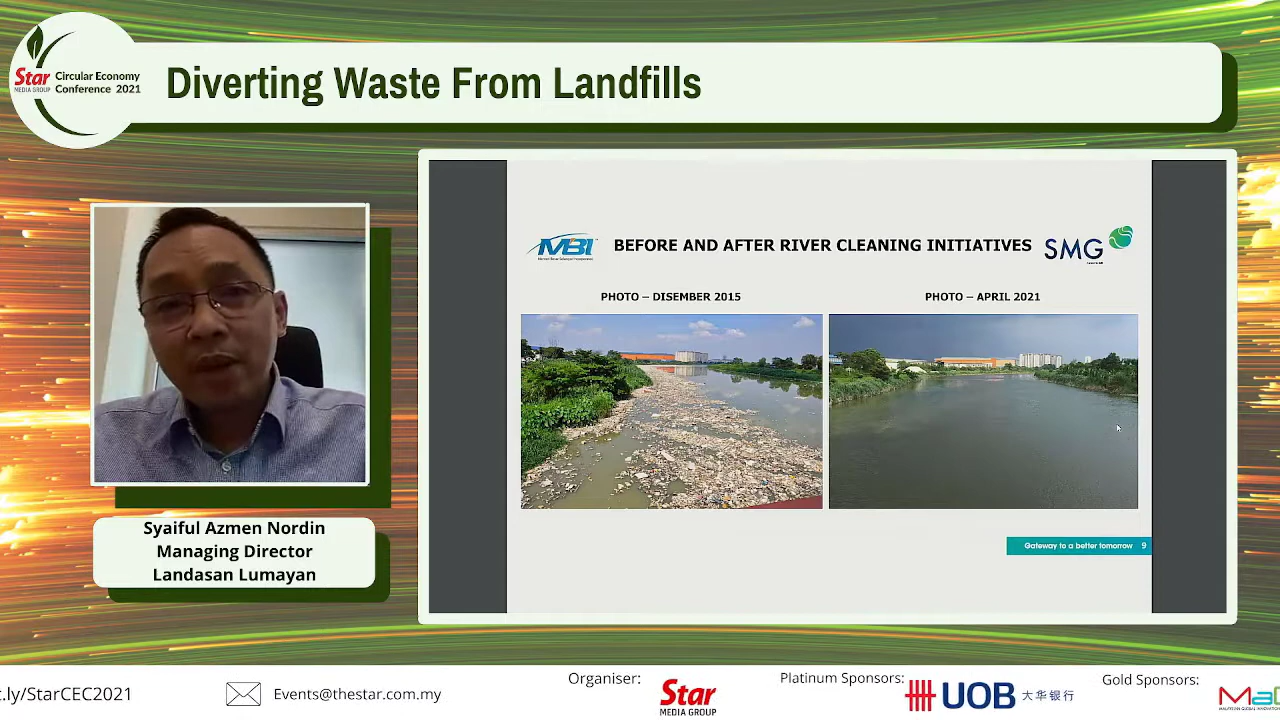 Star
MEDIA GROUP
Circular Economy
Conference 2021
Diverting Waste From Landfills
MBI
BEFORE AND AFTER RIVER CLEANING INITIATIVES
SMG
PHOTO – DISEMBER 2015
PHOTO – APRIL 2021
Gateway to a better tomorrow 9
Syaiful Azmen Nordin
Managing Director
Landasan Lumayan
t.ly/StarCEC2021
Events@thestar.com.my
Organiser:
Star
MEDIA GROUP
Platinum Sponsors:
UOB 大华银行
Gold Sponsors: